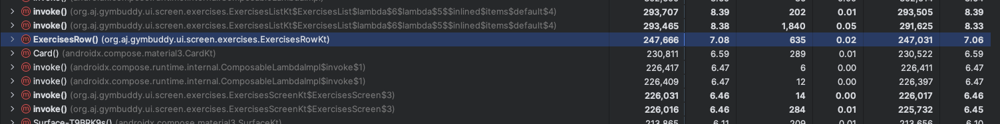 invoke() (org.aj.gymbuddy.ui.screen.exercises.ExercisesListKt$ExercisesList$lambda$6$lambda$5$$inlined$items$default$4) 293,707 8.39 202 0.01 293,505 8.39
invoke() (org.aj.gymbuddy.ui.screen.exercises.ExercisesListKt$ExercisesList$lambda$6$lambda$5$$inlined$items$default$4) 293,465 8.38 1,840 0.05 291,625 8.33
ExercisesRow() (org.aj.gymbuddy.ui.screen.exercises.ExercisesRowKt) 247,666 7.08 635 0.02 247,031 7.06
Card() (androidx.compose.material3.CardKt) 230,811 6.59 289 0.01 230,522 6.59
invoke() (androidx.compose.runtime.internal.ComposableLambdaImpl$invoke$1) 226,417 6.47 6 0.00 226,411 6.47
invoke() (androidx.compose.runtime.internal.ComposableLambdaImpl$invoke$1) 226,409 6.47 12 0.00 226,397 6.47
invoke() (org.aj.gymbuddy.ui.screen.exercises.ExercisesScreenKt$ExercisesScreen$3) 226,031 6.46 14 0.00 226,017 6.46
invoke() (org.aj.gymbuddy.ui.screen.exercises.ExercisesScreenKt$ExercisesScreen$3) 226,016 6.46 284 0.01 225,732 6.45
Surface-T9BRK9s() (androidx.compose.material3.SurfaceKt) 213,865 6.11 209 0.01 213,656 6.10